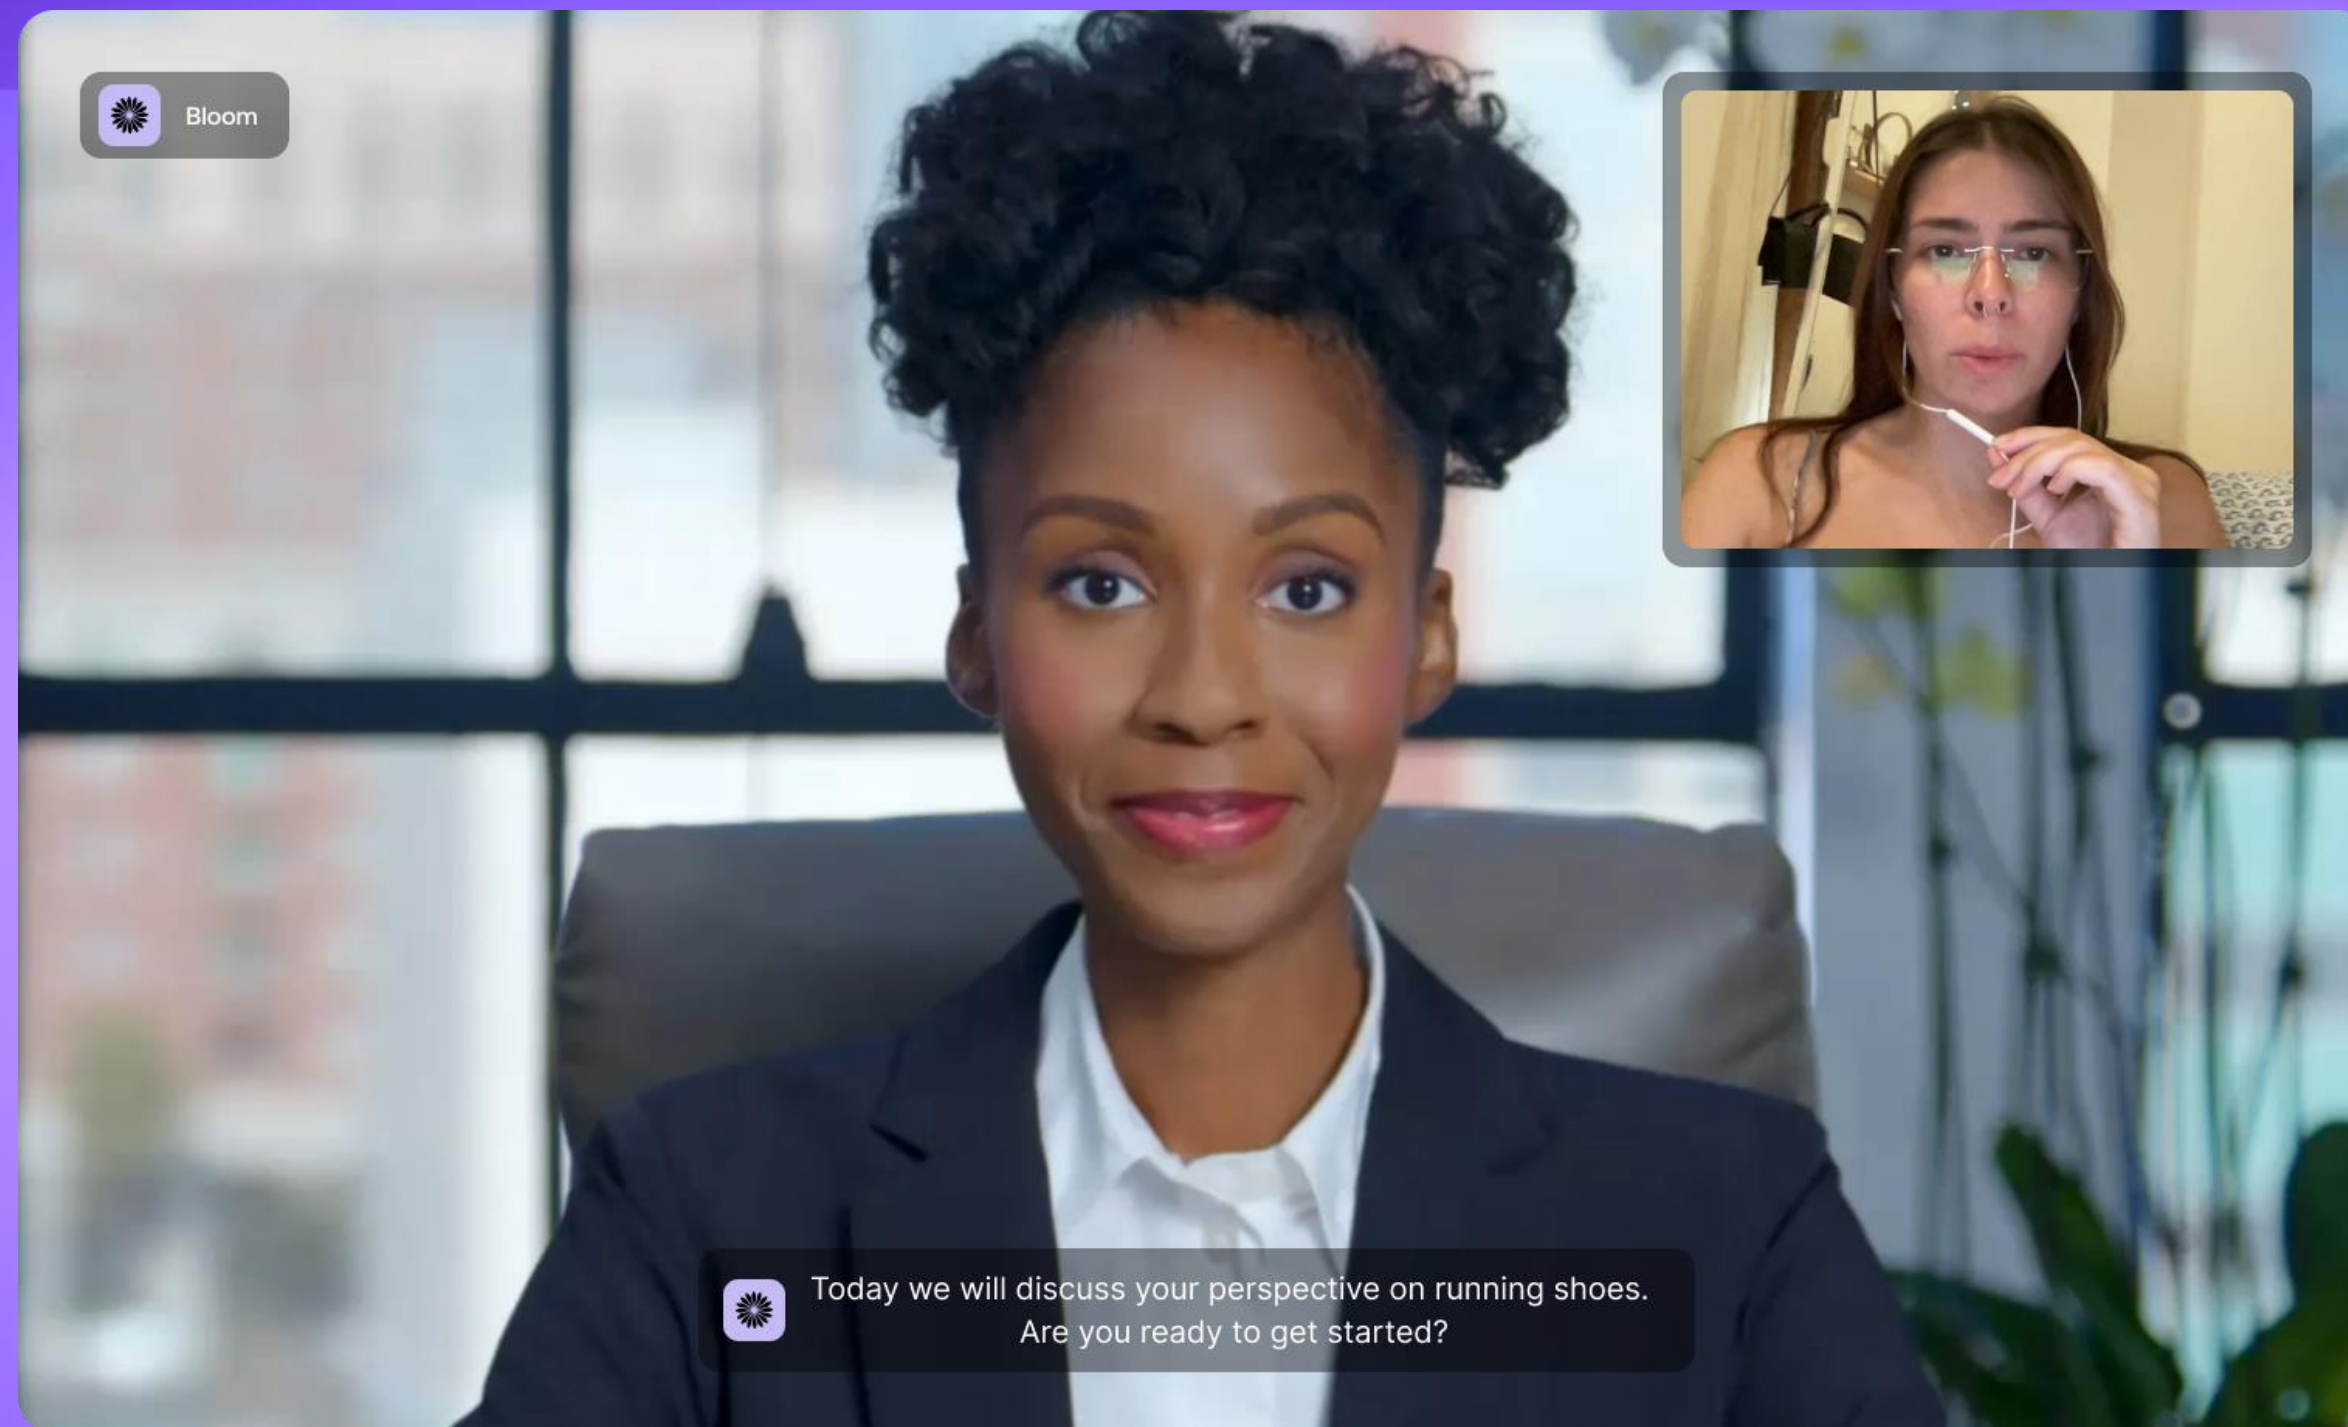 Bloom
Today we will discuss your perspective on running shoes.
Are you ready to get started?